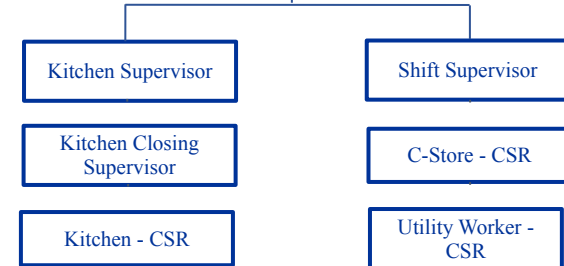 Kitchen Supervisor
Shift Supervisor
Kitchen Closing
Supervisor
C-Store - CSR
Kitchen - CSR
Utility Worker -
CSR